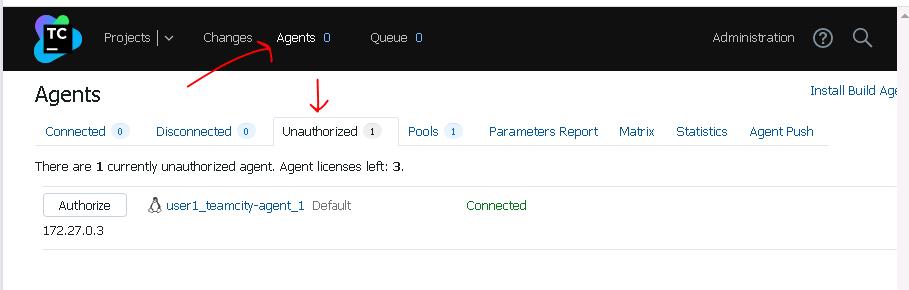 TC
Projects Changes Agents 0 Queue 0 Administration ?
Agents
Install Build Age
Connected 0 Disconnected 0 Unauthorized 1 Pools 1 Parameters Report Matrix Statistics Agent Push
There are 1 currently unauthorized agent. Agent licenses left: 3.
Authorize user1_teamcity-agent_1 Default Connected
172.27.0.3